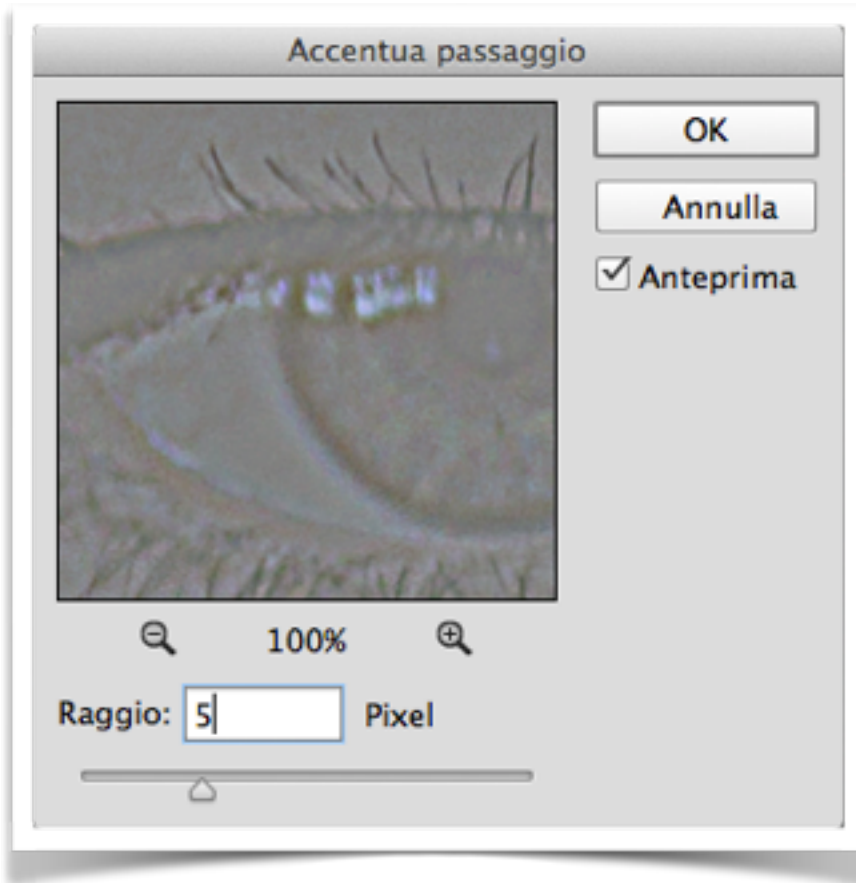 Accentua passaggio
OK
Annulla
Anteprima
100%
Raggio: 5 Pixel